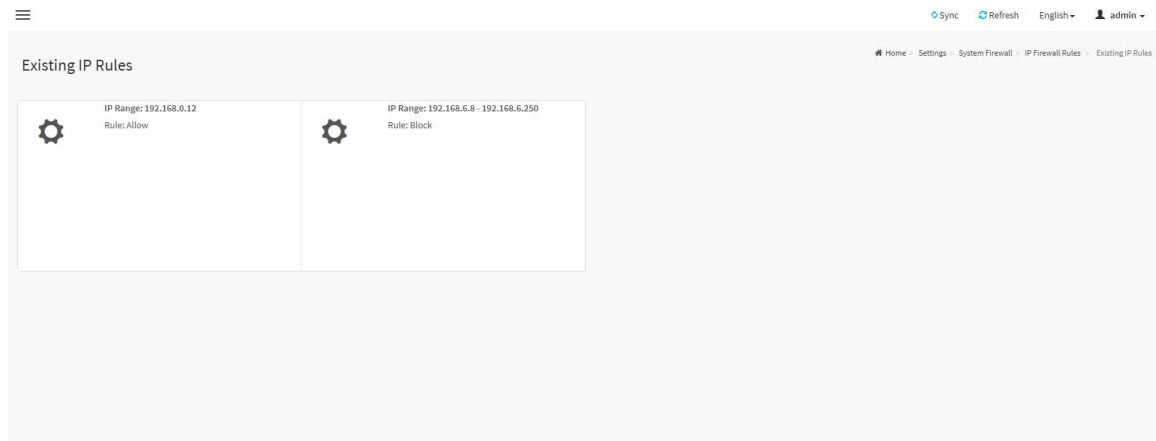 Sync Refresh English admin
Home > Settings > System Firewall > IP Firewall Rules > Existing IP Rules
Existing IP Rules
IP Range: 192.168.0.12
Rule: Allow
IP Range: 192.168.6.8 - 192.168.6.250
Rule: Block